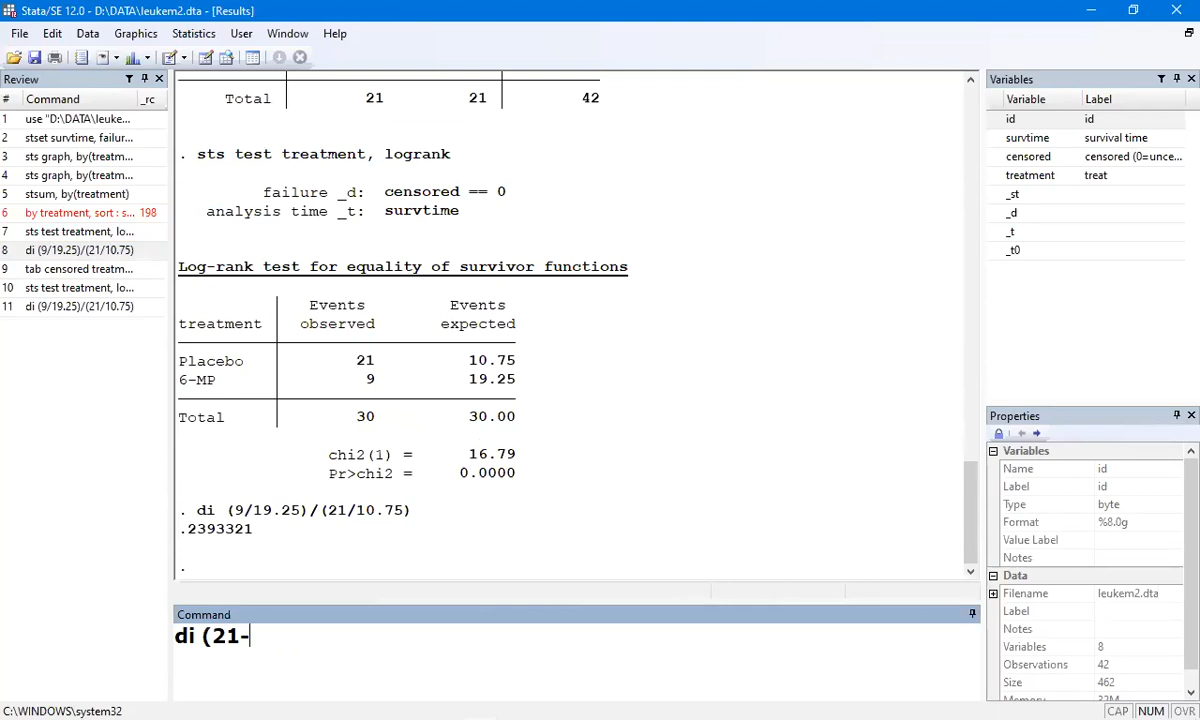 Stata/SE 12.0 - D:\DATA\leukem2.dta - [Results]
File Edit Data Graphics Statistics User Window Help
Review
# Command _rc
1 use "D:\DATA\leuke...
2 stset survtime, failur...
3 sts graph, by(treatm...
4 sts graph, by(treatm...
5 stsum, by(treatment)
6 by treatment, sort : s... 198
7 sts test treatment, lo...
8 di (9/19.25)/(21/10.75)
9 tab censored treatm...
10 sts test treatment, lo...
11 di (9/19.25)/(21/10.75)
Total 21 21 42
. sts test treatment, logrank
failure _d: censored == 0
analysis time _t: survtime
Log-rank test for equality of survivor functions
Events Events
treatment observed expected
Placebo 21 10.75
6-MP 9 19.25
Total 30 30.00
chi2(1) = 16.79
Pr>chi2 = 0.0000
. di (9/19.25)/(21/10.75)
.2393321
.
Command
di (21-
Variables
Variable Label
id id
survtime survival time
censored censored (0=unce...
treatment treat
_st
_d
_t
_t0
Properties
Variables
Name id
Label id
Type byte
Format %8.0g
Value Label
Notes
Data
Filename leukem2.dta
Label
Notes
Variables 8
Observations 42
Size 462
Memory 32M
C:\WINDOWS\system32
CAP NUM OVR